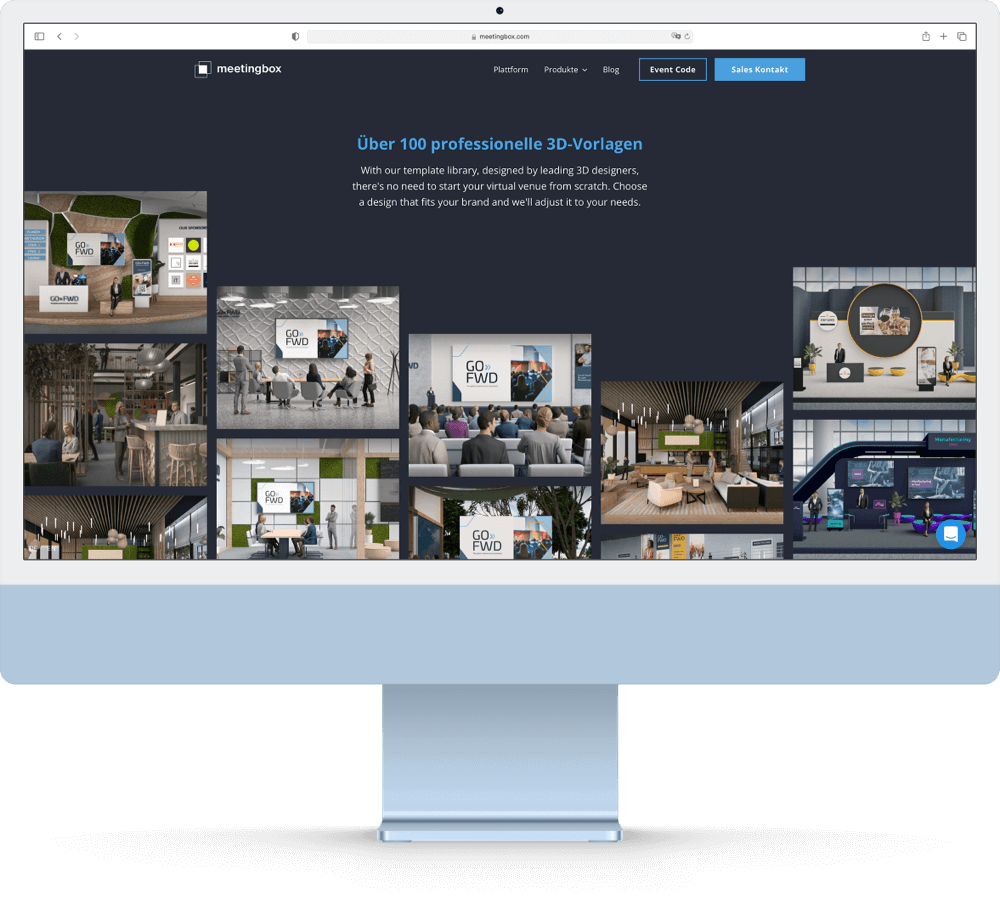 meetingbox.com
meetingbox
Plattform
Produkte
Blog
Event Code
Sales Kontakt
Über 100 professionelle 3D-Vorlagen
With our template library, designed by leading 3D designers,
there's no need to start your virtual venue from scratch. Choose
a design that fits your brand and we'll adjust it to your needs.
GO
FWD
GO FWD
GO
FWD
GO
FWD
GO
FWD
GO
FWD
Manufacturing